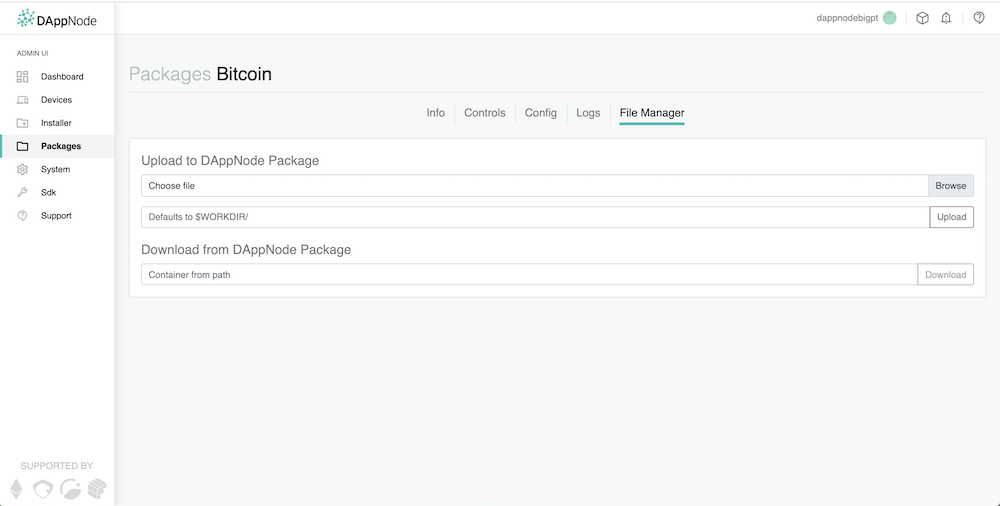 DAppNode
dappnodebigpt
ADMIN UI
Dashboard
Devices
Installer
Packages
System
Sdk
Support
SUPPORTED BY
Packages Bitcoin
Info Controls Config Logs File Manager
Upload to DAppNode Package
Choose file Browse
Defaults to $WORKDIR/ Upload
Download from DAppNode Package
Container from path Download